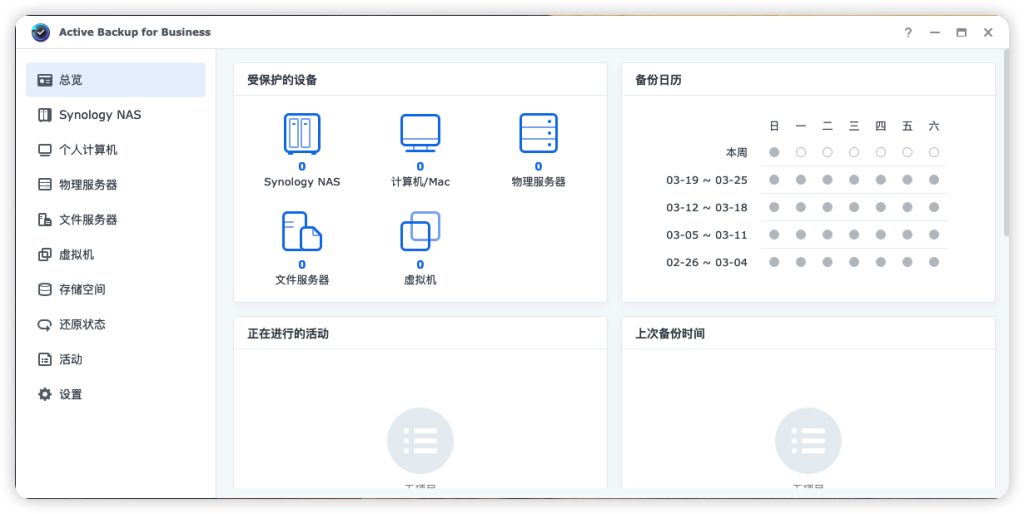 Active Backup for Business
?
总览
Synology NAS
个人计算机
物理服务器
文件服务器
虚拟机
存储空间
还原状态
活动
设置
受保护的设备
0
Synology NAS
0
计算机/Mac
0
物理服务器
0
文件服务器
0
虚拟机
备份日历
日 一 二 三 四 五 六
本周
03-19 ~ 03-25
03-12 ~ 03-18
03-05 ~ 03-11
02-26 ~ 03-04
正在进行的活动
上次备份时间